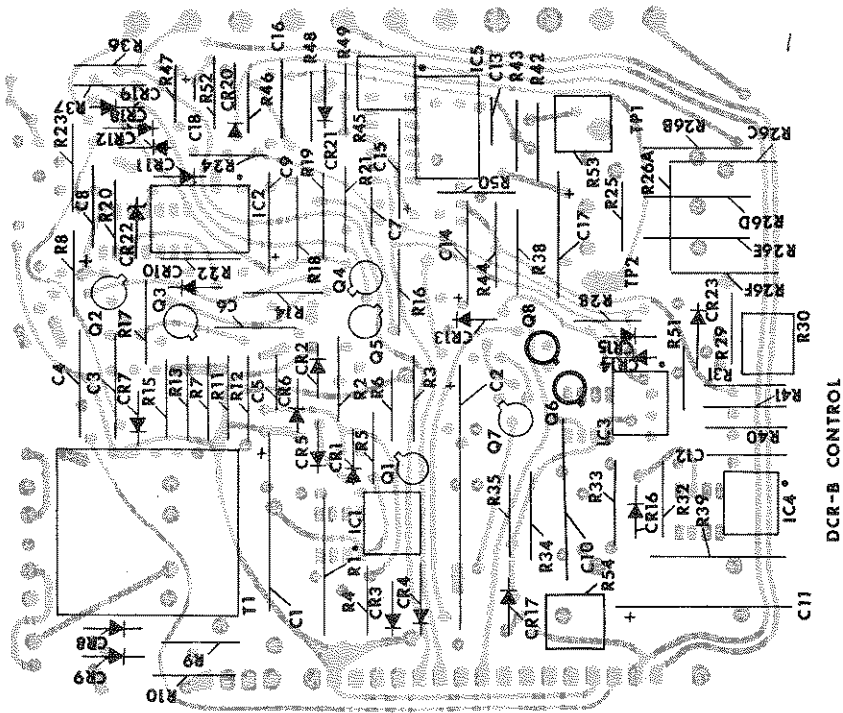 R36
R37
CR19
CR18
CR12
R23
CR11
R47
C18
R52
CR20
R46
C16
R48
R49
R45
IC5
C13
R43
R42
R53
TP1
R26B
R26C
R24
R8
C8
R20
CR22
CR10
R22
IC2
C9
R19
R18
CR21
R21
C15
C7
R50
C14
R44
R38
C17
R25
TP2
R26A
R26D
R26E
R26F
Q2
Q3
R17
C6
R14
Q4
Q5
R16
CR13
Q8
R28
CR15
CR14
R51
CR23
R29
R30
R31
C4
C3
CR7
R15
R13
R7
R11
R12
C5
CR6
CR2
R2
R6
R3
C2
Q7
Q6
IC3
R41
R40
C12
CR5
CR1
R5
Q1
IC1
R1
R35
R34
C10
R33
CR16
R32
R39
IC4
T1
C1
R4
CR3
CR4
CR17
R54
C11
CR8
CR9
R9
R10
DCR-B CONTROL